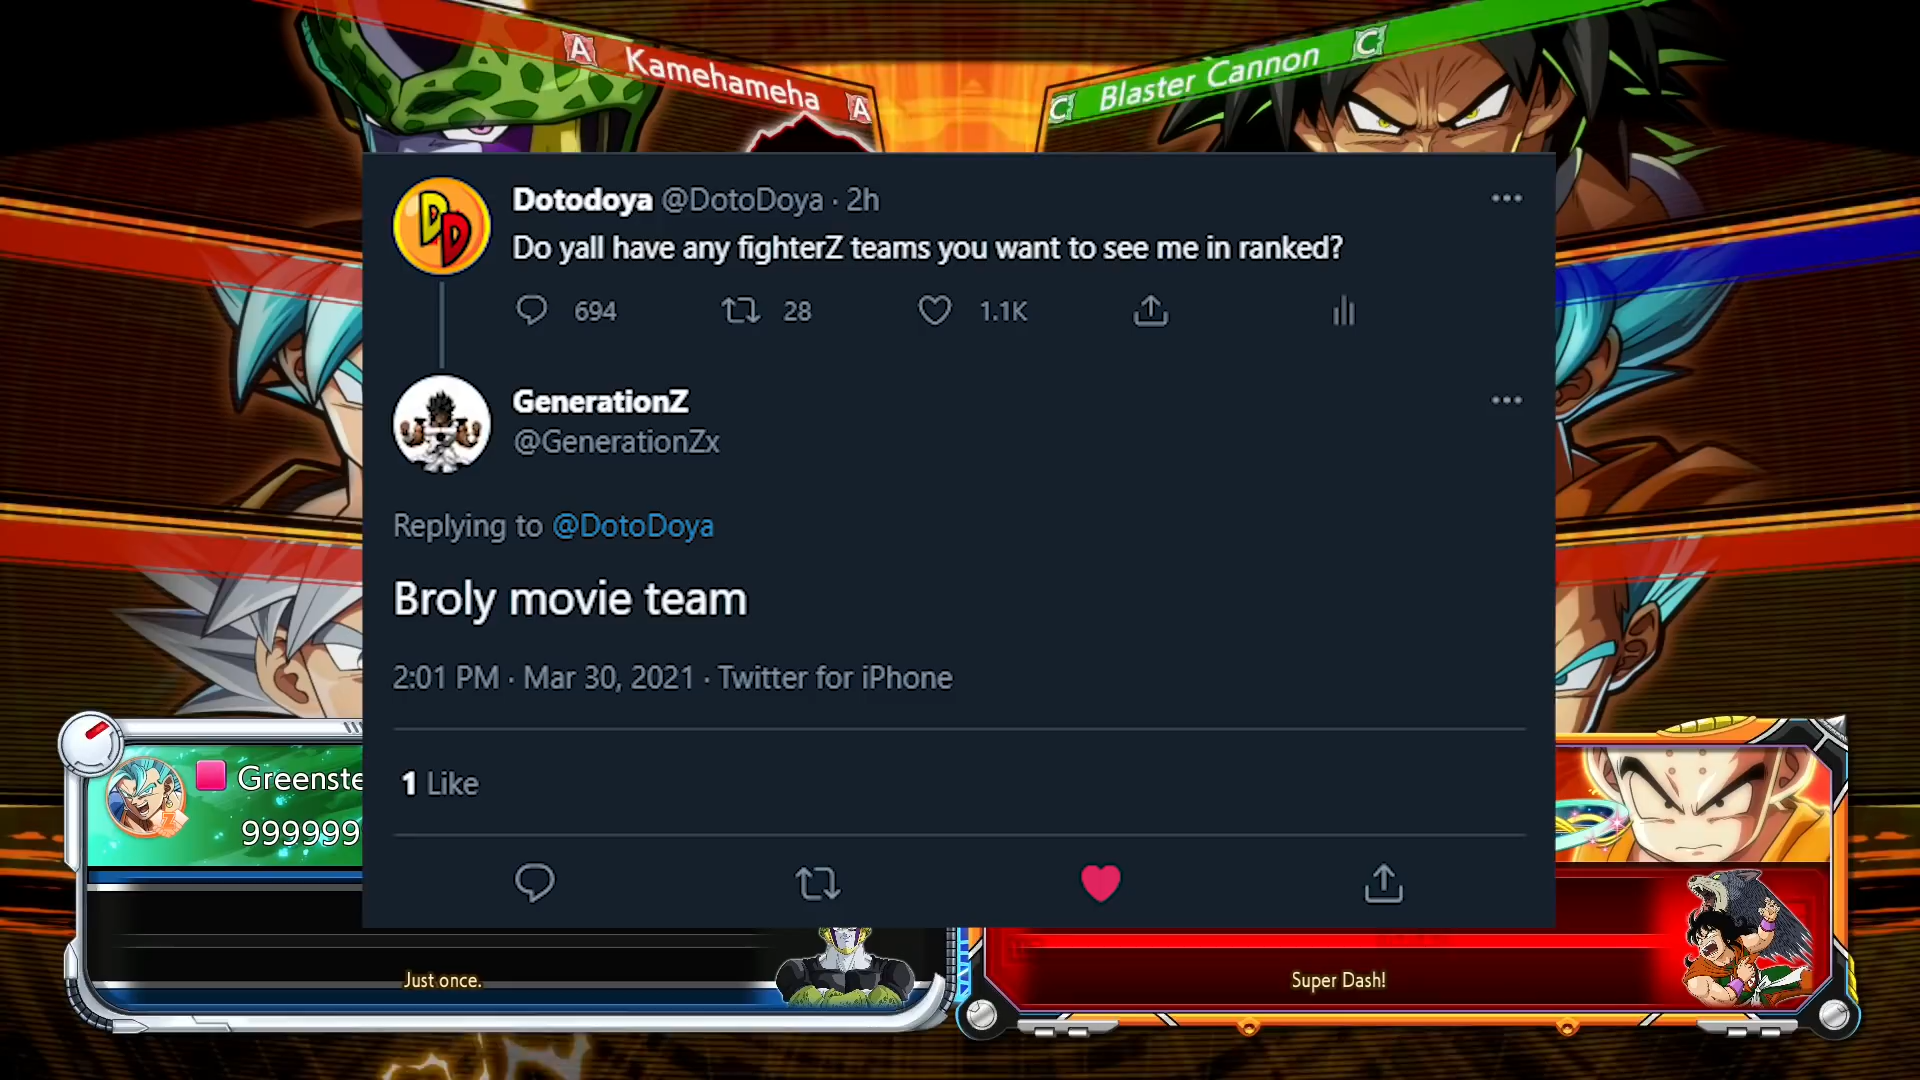 A Kamehameha A
C Blaster Cannon C
DD
Dotodoya @DotoDoya · 2h
Do yall have any fighterZ teams you want to see me in ranked?
694 28 1.1K
GenerationZ
@GenerationZx
Replying to @DotoDoya
Broly movie team
2:01 PM · Mar 30, 2021 · Twitter for iPhone
1 Like
Z
Greenste
999999
Just once.
Super Dash!